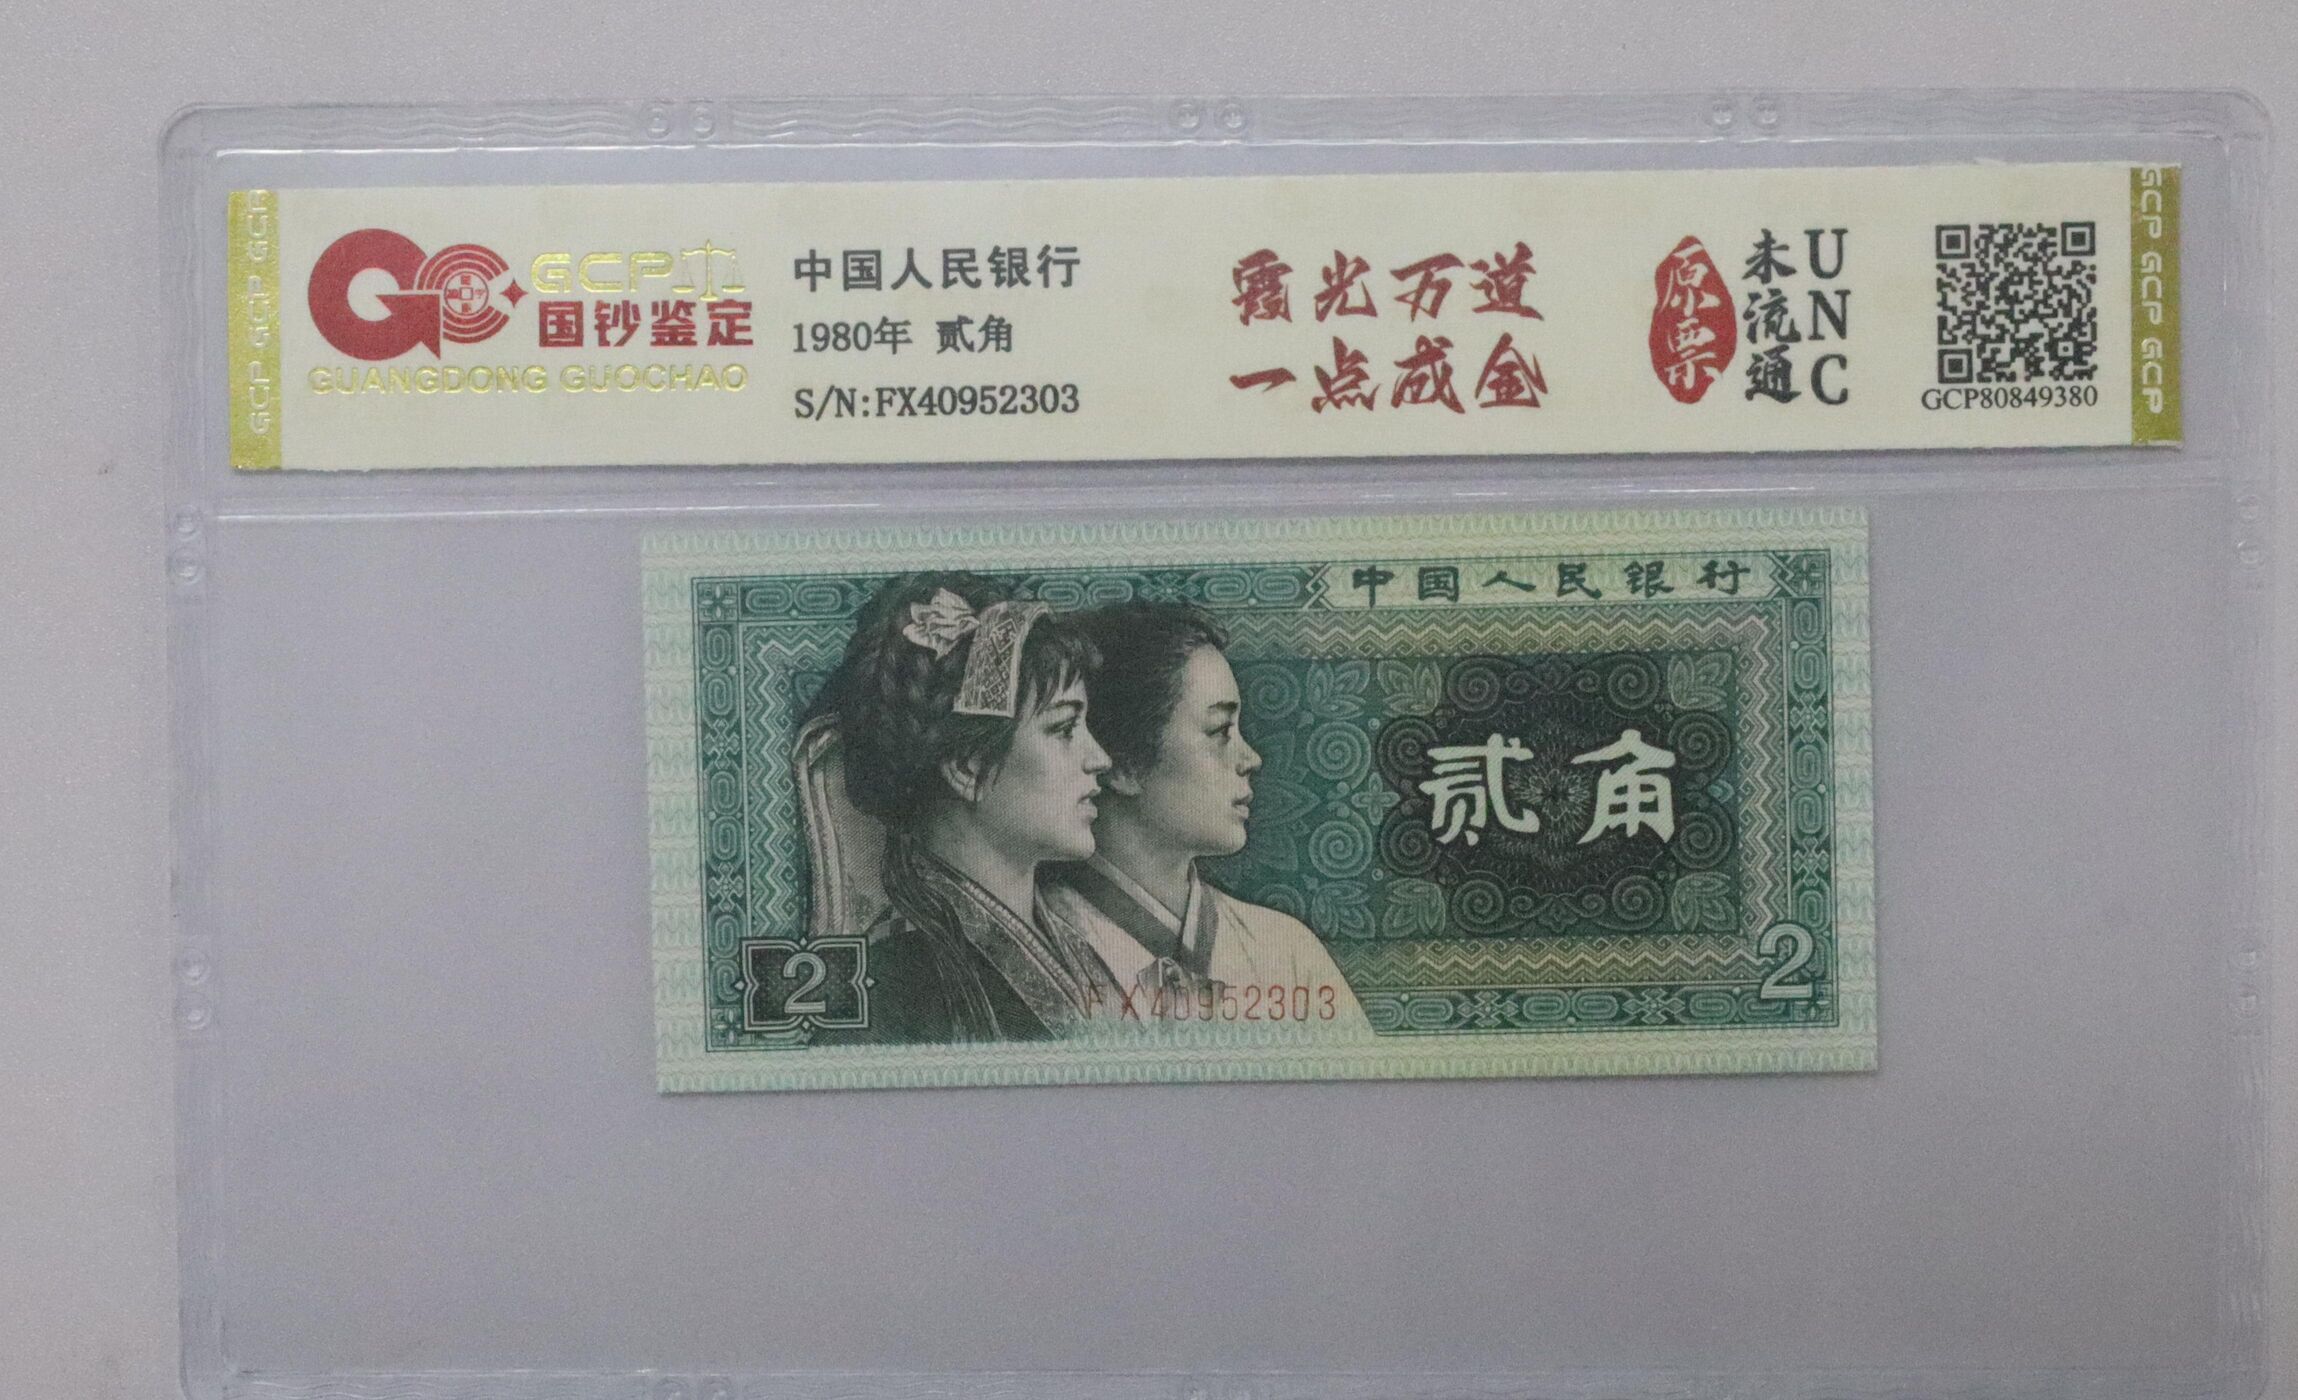 GCP GCP GCP
GCP
国钞鉴定
GUANGDONG GUOCHAO
中国人民银行
1980年 贰角
S/N:FX40952303
霞光万道
一点成金
原票
未流通
UNC
GCP80849380
GCP GCP GCP
中国人民银行
贰角
2
2
FX40952303